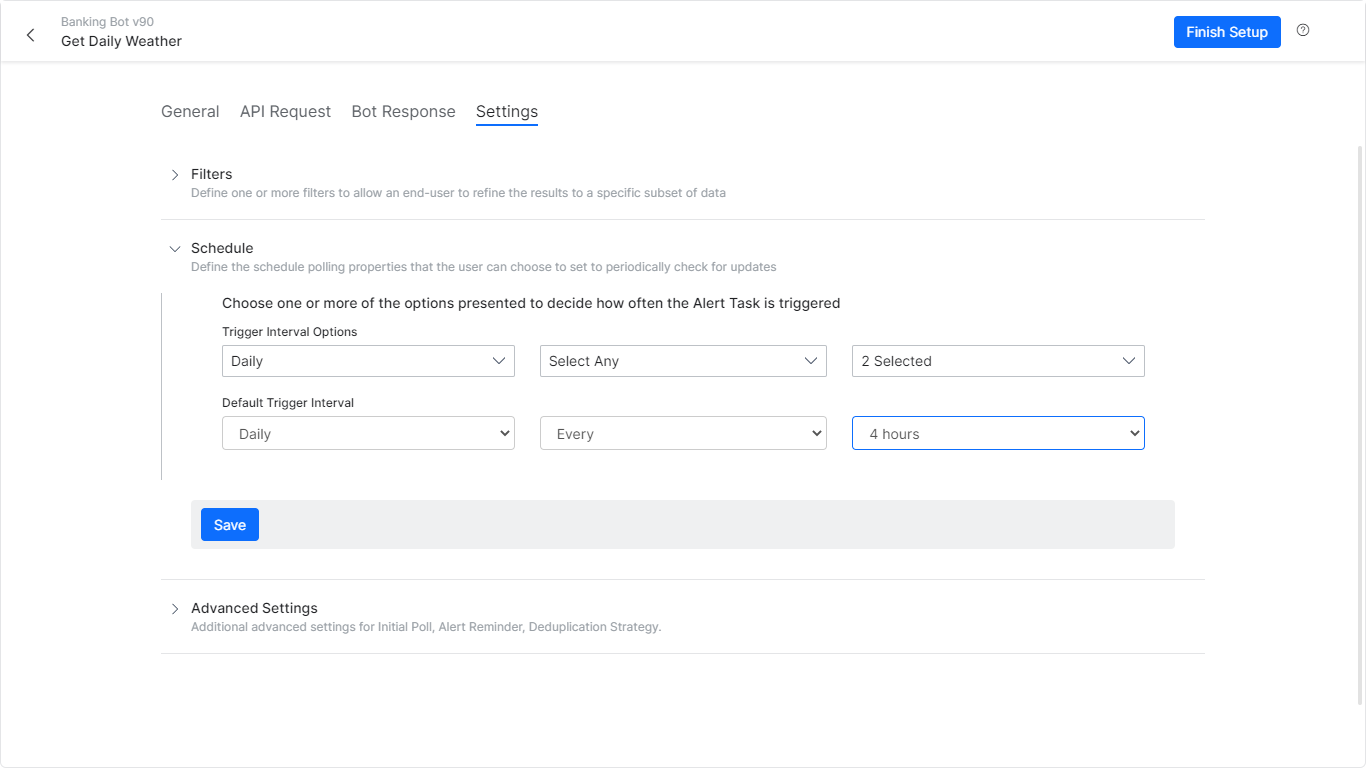 Banking Bot v90
Get Daily Weather
Finish Setup
General API Request Bot Response Settings
Filters
Define one or more filters to allow an end-user to refine the results to a specific subset of data
Schedule
Define the schedule polling properties that the user can choose to set to periodically check for updates
Choose one or more of the options presented to decide how often the Alert Task is triggered
Trigger Interval Options
Daily Select Any 2 Selected
Default Trigger Interval
Daily Every 4 hours
Save
Advanced Settings
Additional advanced settings for Initial Poll, Alert Reminder, Deduplication Strategy.